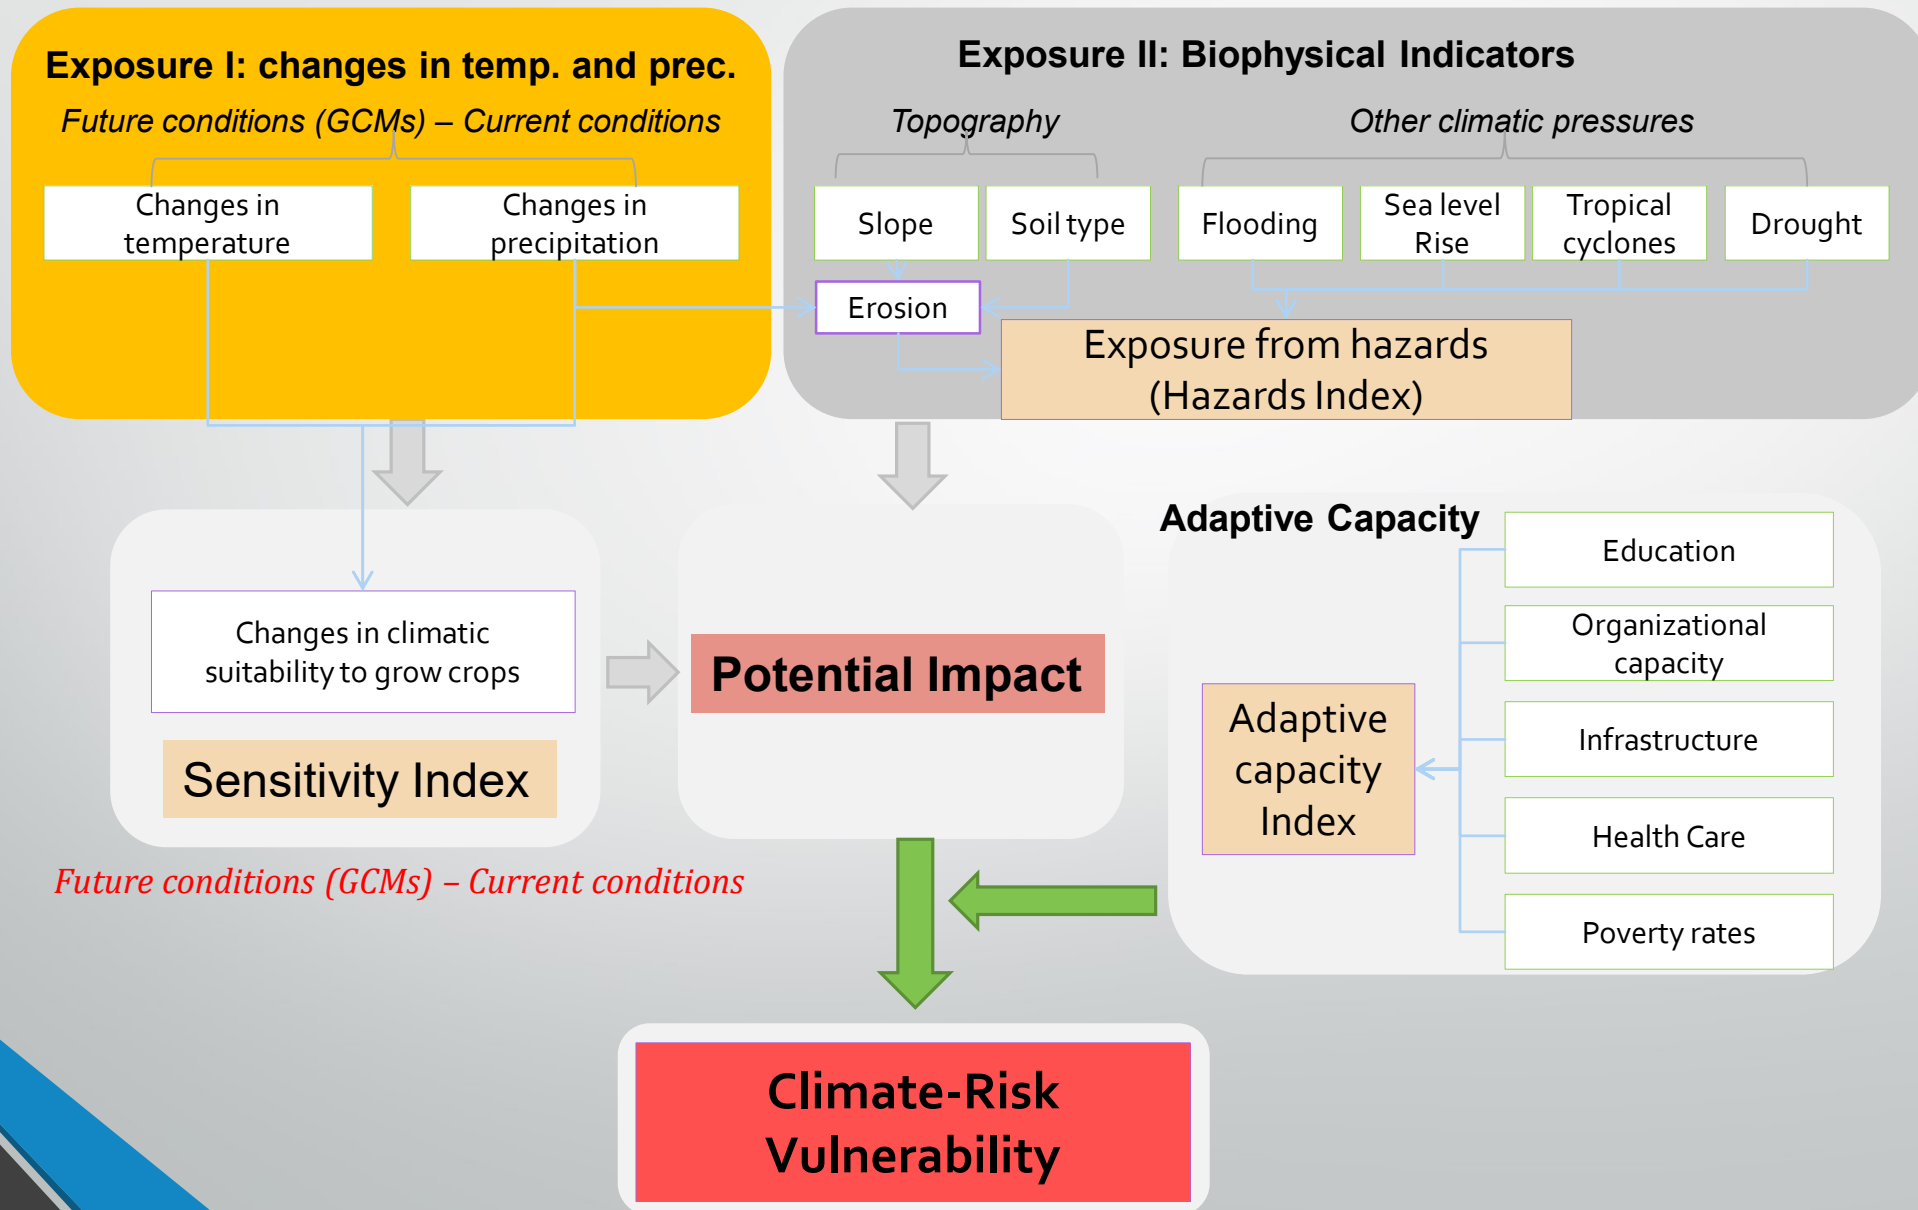 Exposure I: changes in temp. and prec.
Future conditions (GCMs) – Current conditions
Changes in
temperature
Changes in
precipitation
Exposure II: Biophysical Indicators
Topography
Other climatic pressures
Slope
Soil type
Flooding
Sea level
Rise
Tropical
cyclones
Drought
Erosion
Exposure from hazards
(Hazards Index)
Changes in climatic
suitability to grow crops
Sensitivity Index
Future conditions (GCMs) – Current conditions
Potential Impact
Adaptive Capacity
Adaptive
capacity
Index
Education
Organizational
capacity
Infrastructure
Health Care
Poverty rates
Climate-Risk
Vulnerability